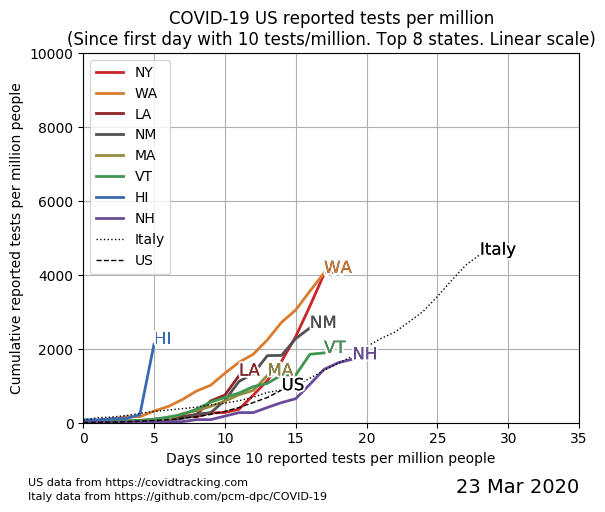 COVID-19 US reported tests per million
(Since first day with 10 tests/million. Top 8 states. Linear scale)
Cumulative reported tests per million people
10000
8000
6000
4000
2000
0
NY
WA
LA
NM
MA
VT
HI
NH
Italy
US
Italy
WA
NM
HI
VT
NH
LA
MA
US
0
5
10
15
20
25
30
35
Days since 10 reported tests per million people
US data from https://covidtracking.com
Italy data from https://github.com/pcm-dpc/COVID-19
23 Mar 2020